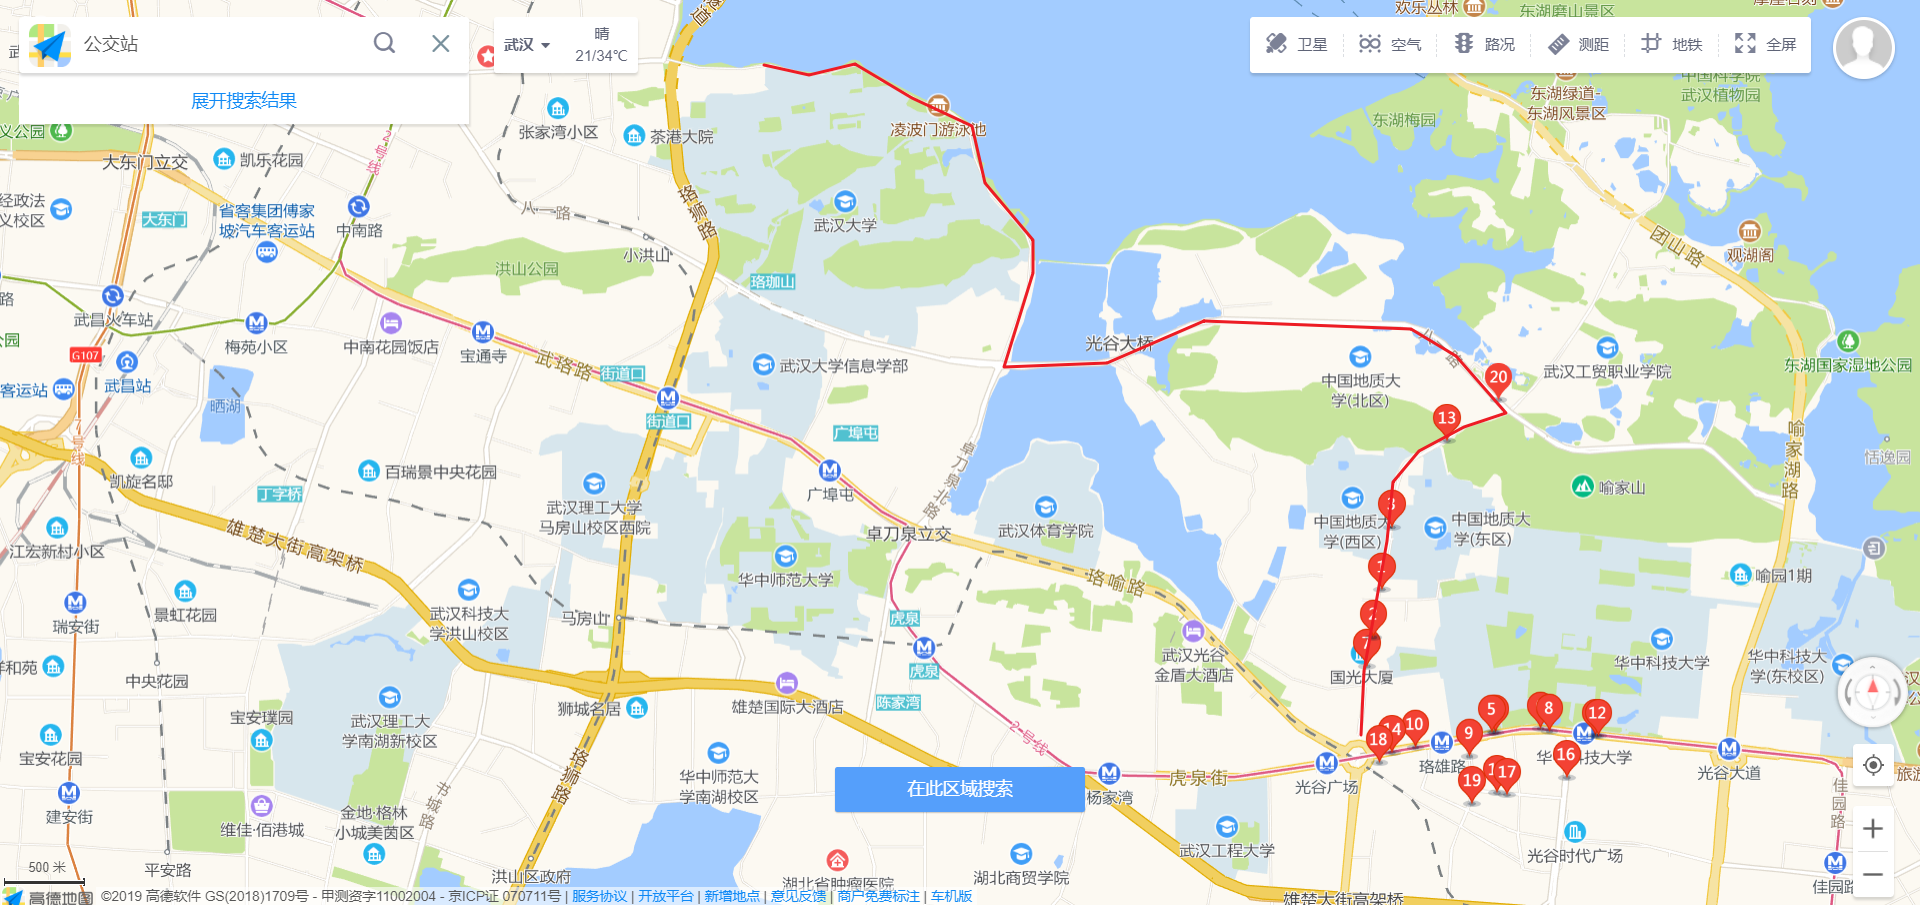 公交站
展开搜索结果
武汉
晴
21/34℃
卫星
空气
路况
测距
地铁
全屏
欢乐丛林
东湖磨山景区
中国科学院
武汉植物园
东湖绿道-
东湖风景区
东湖梅园
张家湾小区
茶港大院
凌波门游泳池
义公园
大东门立交
凯乐花园
2号线
经政法
义校区
大东门
省客集团傅家
坡汽车客运站
中南路
八一路
珞狮路
武汉大学
小洪山
洪山公园
珞珈山
团山路
观湖阁
路
武昌火车站
公园
梅苑小区
中南花园饭店
宝通寺
武珞路
街道口
武汉大学信息学部
光谷大桥
八一路
中国地质大
学(北区)
20
武汉工贸职业学院
东湖国家湿地公园
G107
武昌站
客运站
晒湖
街道口
广埠屯
13
喻家湖路
恬逸园
7号线
凯旋名邸
百瑞景中央花园
丁字桥
广埠屯
卓刀泉北路
喻家山
武汉理工大学
马房山校区西院
卓刀泉立交
武汉体育学院
3
中国地质大
学(西区)
中国地质大
学(东区)
雄楚大街高架桥
江宏新村小区
华中师范大学
珞喻路
1
喻园1期
景虹花园
瑞安街
武汉科技大
学洪山校区
马房山
虎泉
虎泉
2
7
武汉光谷
金盾大酒店
国光大厦
华中科技大学
华中科技大
学(东校区)
祥和苑
中央花园
宝安璞园
武汉理工大
学南湖新校区
狮城名居
雄楚国际大酒店
陈家湾
2号线
5
8
12
10
14
18
9
珞雄路
16
光谷大道
宝安花园
珞狮路
华中师范大
学南湖校区
在此区域搜索
杨家湾
虎泉街
光谷广场
19
17
佳园路
建安街
维佳·佰港城
金地·格林
小城美茵区
书城路
武汉工程大学
光谷时代广场
佳园路
500 米
平安路
洪山区政府
湖北省肿瘤医院
湖北商贸学院
雄楚大街高架桥
高德地图
©2019 高德软件 GS(2018)1709号 - 甲测资字11002004 - 京ICP证 070711号 | 服务协议 | 开放平台 | 新增地点 | 意见反馈 | 商户免费标注 | 车机版